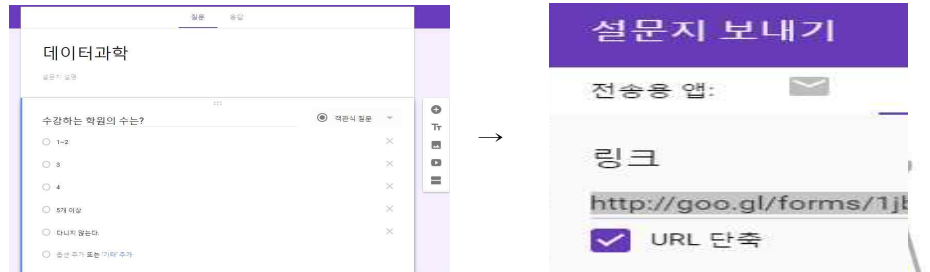 질문 응답
데이터과학
설문지 설명
수강하는 학원의 수는?
객관식 질문
1~2
3
4
5개 이상
다니지 않는다.
옵션 추가 또는 '기타' 추가
Tт
→
설문지 보내기
전송용 앱:
링크
http://goo.gl/forms/1jb
URL 단축